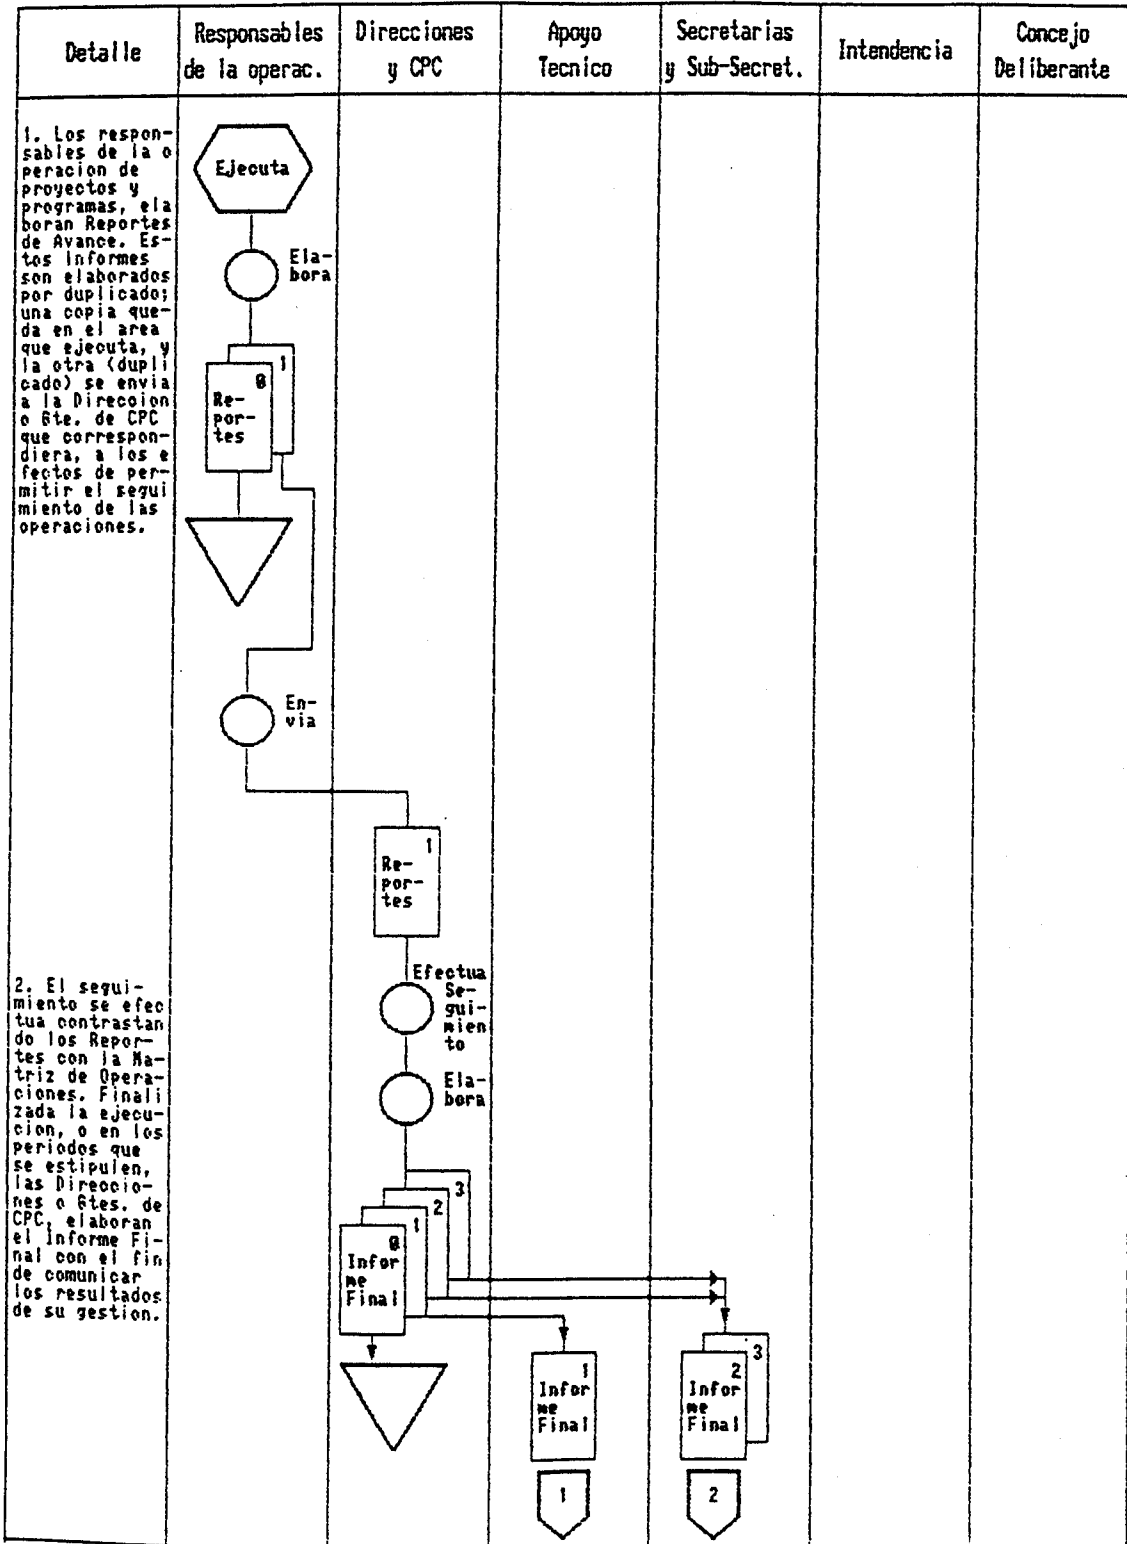 Detalle
Responsables
de la operac.
Direcciones
y CPC
Apoyo
Tecnico
Secretarias
y Sub-Secret.
Intendencia
Concejo
Deliberante
1. Los respon-
sables de la o
peracion de
proyectos y
programas, ela
boran Reportes
de Avance. Es-
tos Informes
son elaborados
por duplicado;
una copia que-
da en el area
que ejecuta, y
la otra (dupli
cado) se envia
a la Direccion
o Gte. de CPC
que correspon-
diera, a los e
fectos de per-
mitir el segui
miento de las
operaciones.
Ejecuta
Ela-
bora
1
0
Re-
por-
tes
En-
via
1
Re-
por-
tes
2. El segui-
miento se efec
tua contrastan
do los Repor-
tes con la Ma-
triz de Opera-
ciones. Finali
zada la ejecu-
cion, o en los
periodos que
se estipulen,
las Direccio-
nes o Gtes. de
CPC, elaboran
el Informe Fi-
nal con el fin
de comunicar
los resultados
de su gestion.
Efectua
Se-
gui-
mien
to
Ela-
bora
3
2
1
0
Infor
me
Final
1
Infor
me
Final
3
2
Infor
me
Final
1
2